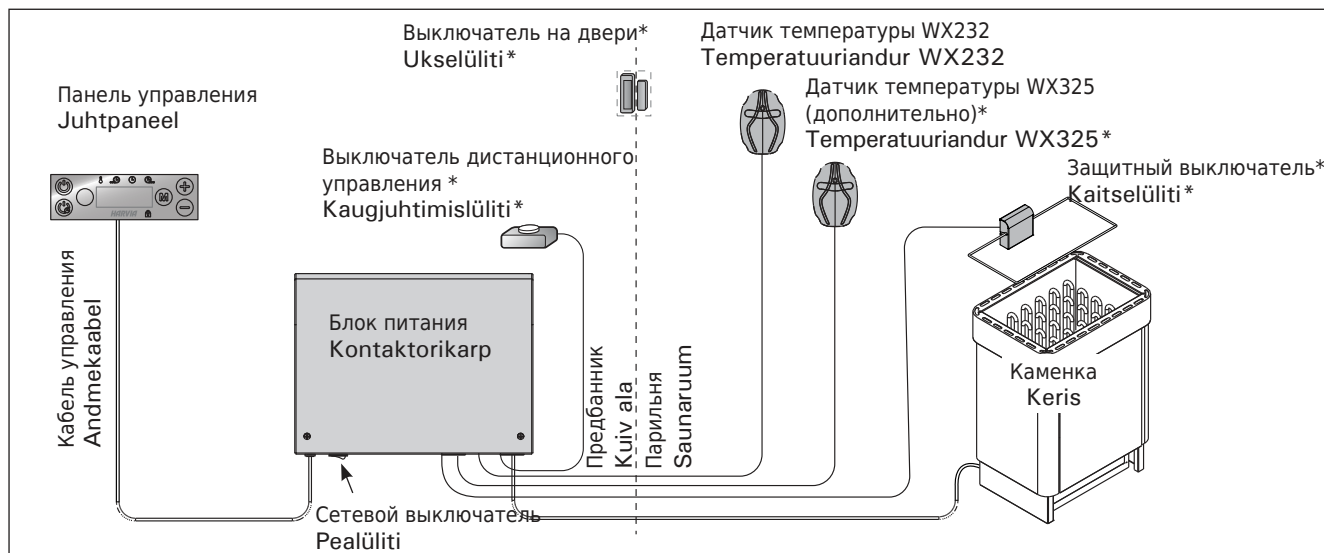 Выключатель на двери*
Ukselüliti*
Датчик температуры WX232
Temperatuuriandur WX232
Датчик температуры WX325
(дополнительно)*
Temperatuuriandur WX325*
Панель управления
Juhtpaneel
Выключатель дистанционного
управления *
Kaugjuhtimislüliti*
Защитный выключатель*
Kaitselüliti*
M
HARVIA
Кабель управления
Andmekaabel
Блок питания
Kontaktorikarp
Предбанник
Kuiv ala
Парильня
Saunaruum
Каменка
Keris
Сетевой выключатель
Pealüliti